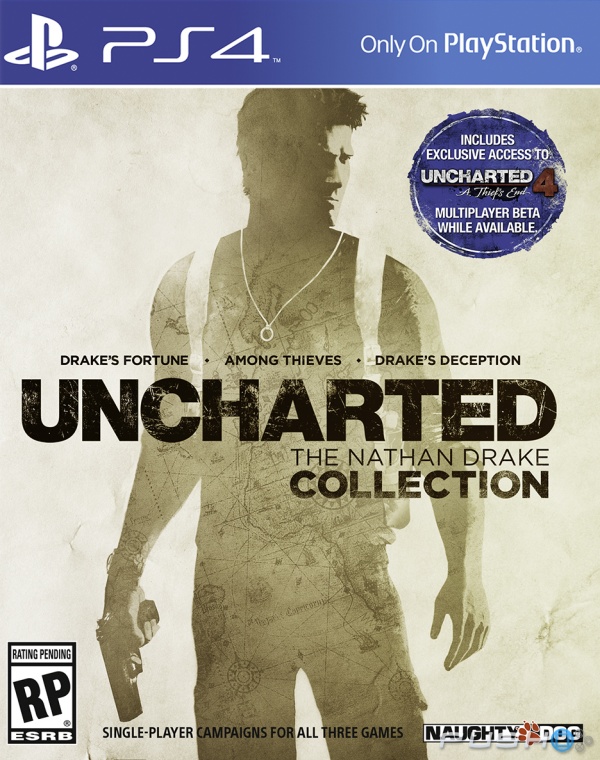 PS4™
Only On PlayStation®
INCLUDES
EXCLUSIVE ACCESS TO
UNCHARTED 4
A Thief's End
MULTIPLAYER BETA
WHILE AVAILABLE.
DRAKE'S FORTUNE • AMONG THIEVES • DRAKE'S DECEPTION
UNCHARTED
THE NATHAN DRAKE
COLLECTION
RATING PENDING
RP
®
ESRB
SINGLE-PLAYER CAMPAIGNS FOR ALL THREE GAMES
NAUGHTY DOG